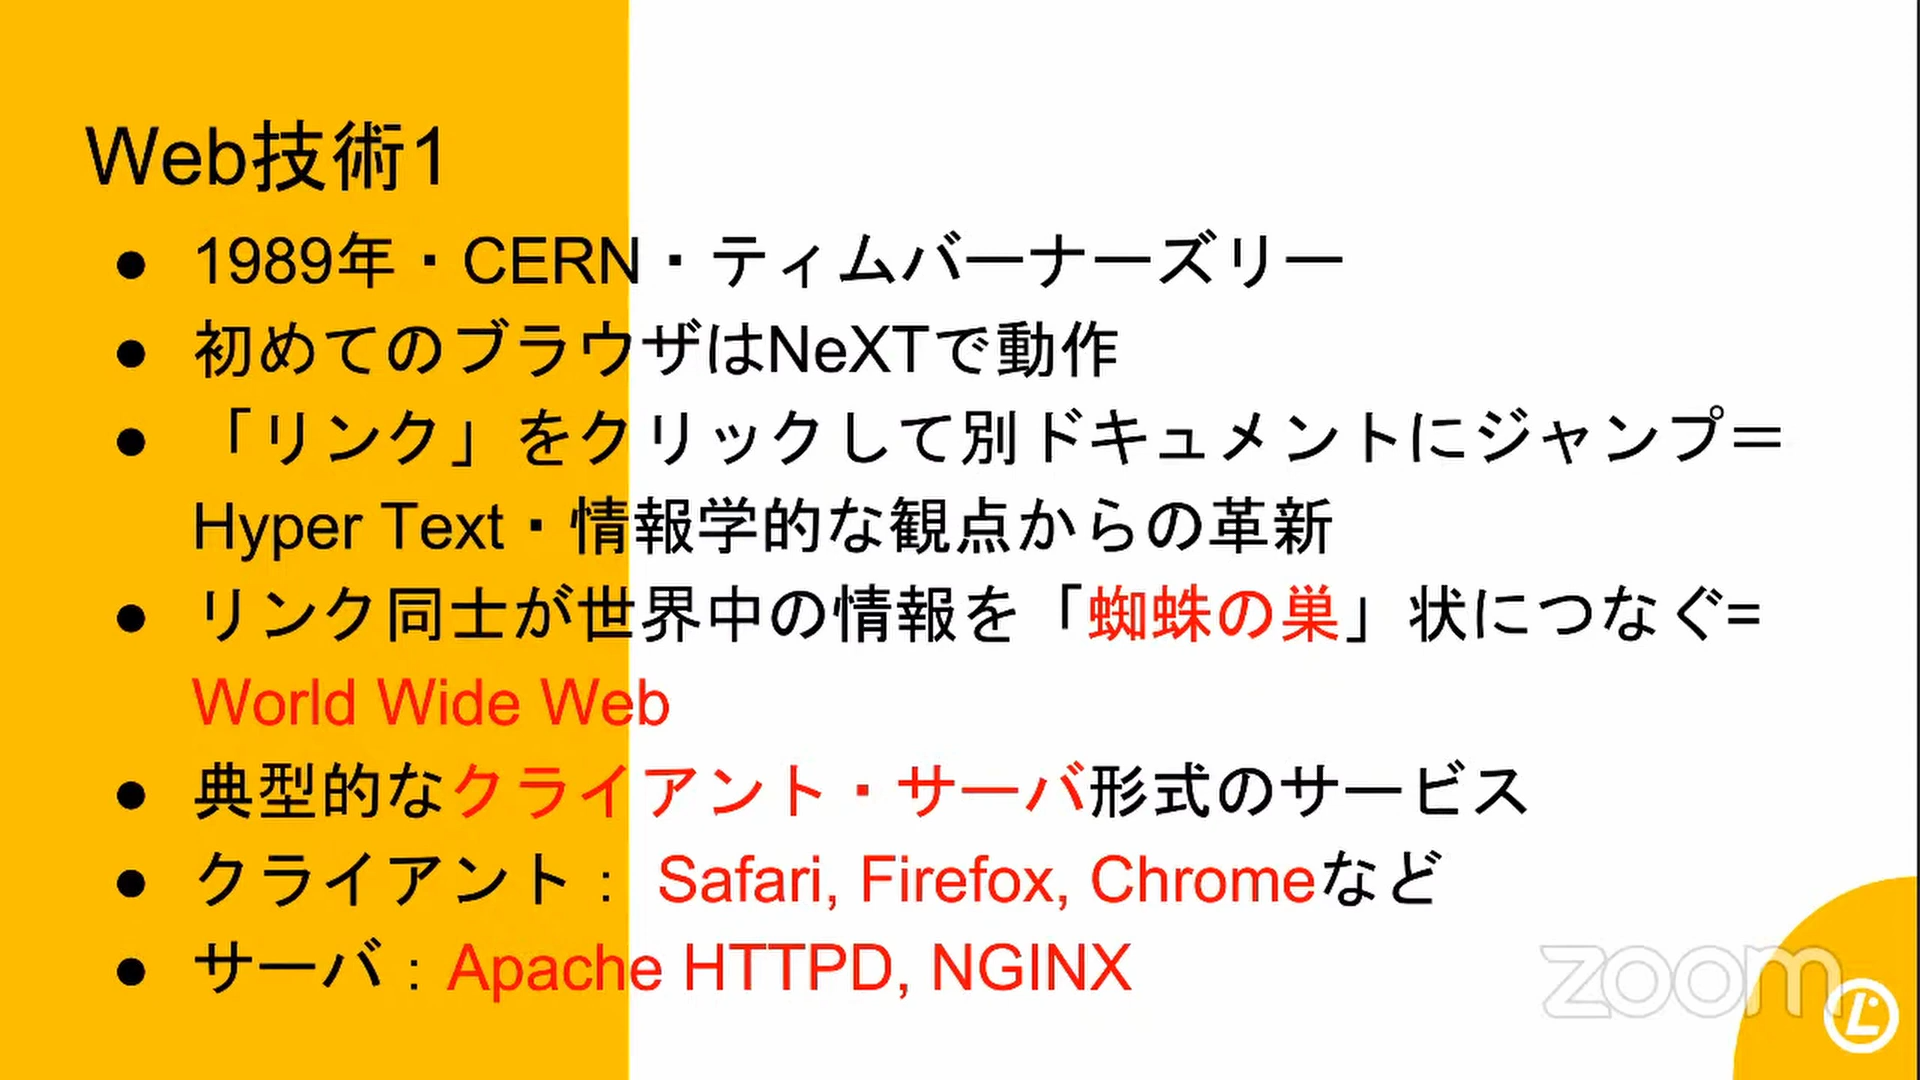 Web技術1
● 1989年・CERN・ティムバーナーズリー
● 初めてのブラウザはNeXTで動作
● 「リンク」をクリックして別ドキュメントにジャンプ＝
Hyper Text・情報学的な観点からの革新
● リンク同士が世界中の情報を「蜘蛛の巣」状につなぐ=
World Wide Web
● 典型的なクライアント・サーバ形式のサービス
● クライアント： Safari, Firefox, Chromeなど
● サーバ：Apache HTTPD, NGINX
zoom
L